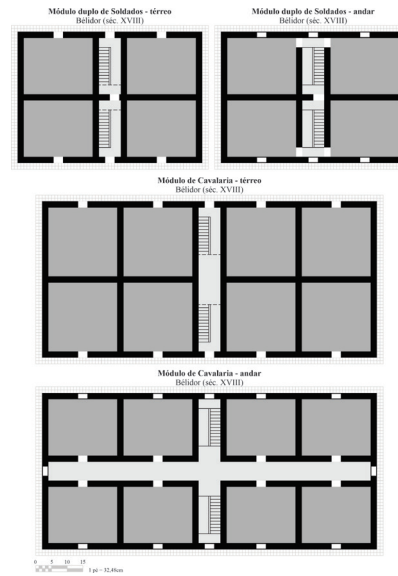 Módulo duplo de Soldados - térreo
Bélidor (séc. XVIII)
Módulo duplo de Soldados - andar
Bélidor (séc. XVIII)
Módulo de Cavalaria - térreo
Bélidor (séc. XVIII)
Módulo de Cavalaria - andar
Bélidor (séc. XVIII)
0 5 10 15
1 pé = 32,48cm